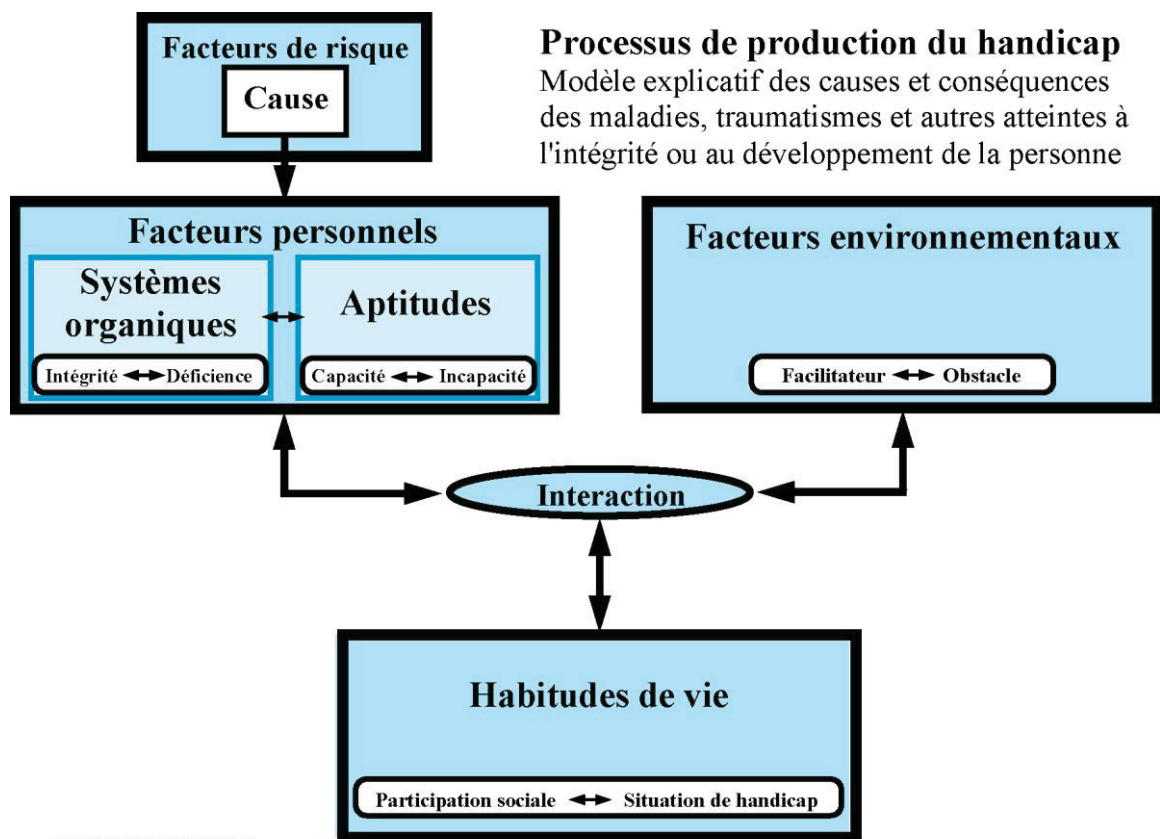 Facteurs de risque
Cause
Processus de production du handicap
Modèle explicatif des causes et conséquences
des maladies, traumatismes et autres atteintes à
l'intégrité ou au développement de la personne
Facteurs personnels
Systèmes
organiques
Intégrité Déficience
Aptitudes
Capacité Incapacité
Facteurs environnementaux
Facilitateur Obstacle
Interaction
Habitudes de vie
Participation sociale Situation de handicap